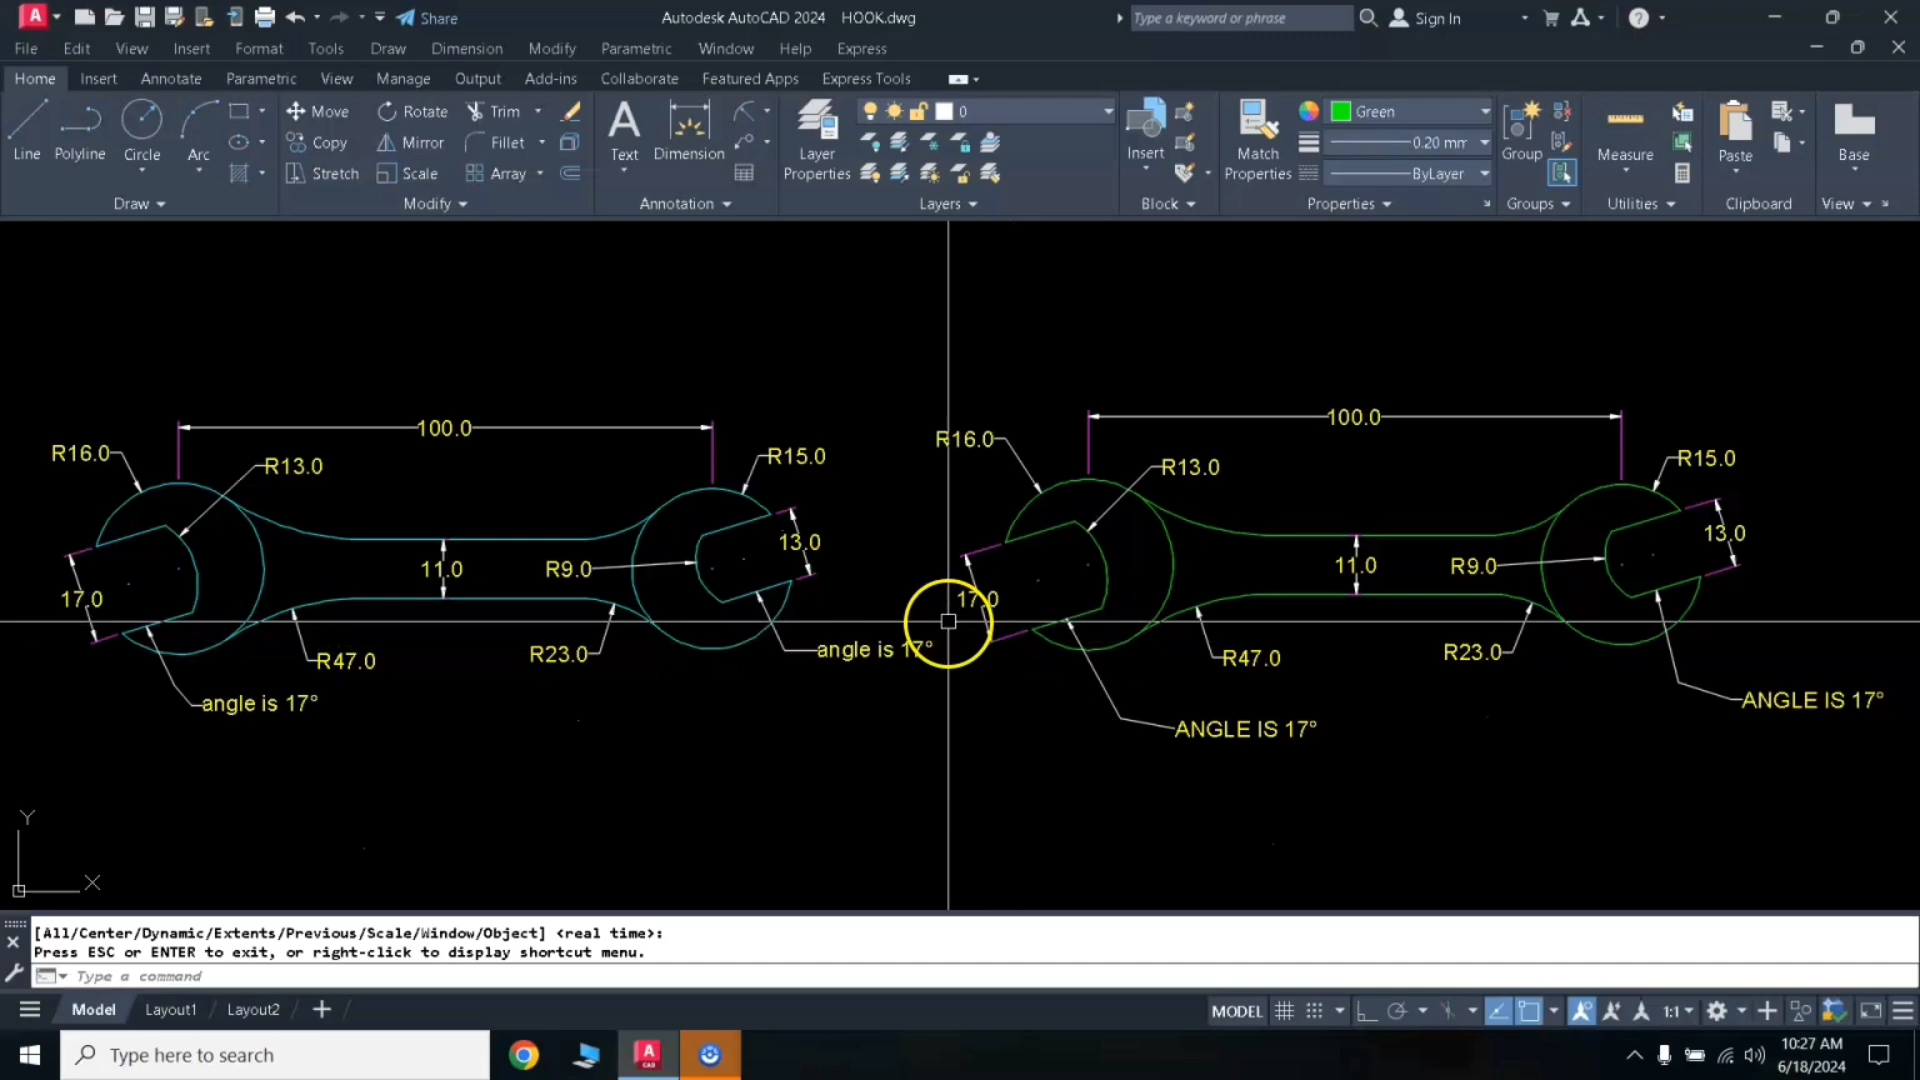 Share
Autodesk AutoCAD 2024 HOOK.dwg
Type a keyword or phrase
Sign In
File Edit View Insert Format Tools Draw Dimension Modify Parametric Window Help Express
Home Insert Annotate Parametric View Manage Output Add-ins Collaborate Featured Apps Express Tools
Line Polyline Circle Arc
Move Rotate Trim
Copy Mirror Fillet
Stretch Scale Array
Text Dimension
Layer Properties
0
Insert
Match Properties
Green
0.20 mm
ByLayer
Group
Measure
Paste
Base
Draw Modify Annotation Layers Block Properties Groups Utilities Clipboard View
100.0
R16.0
R13.0
R15.0
13.0
17.0
11.0
R9.0
R47.0
R23.0
angle is 17°
angle is 17°
100.0
R16.0
R13.0
R15.0
13.0
17.0
11.0
R9.0
R47.0
R23.0
ANGLE IS 17°
ANGLE IS 17°
Y
X
[All/Center/Dynamic/Extents/Previous/Scale/Window/Object] <real time>:
Press ESC or ENTER to exit, or right-click to display shortcut menu.
Type a command
Model Layout1 Layout2
MODEL
1:1
Type here to search
10:27 AM
6/18/2024